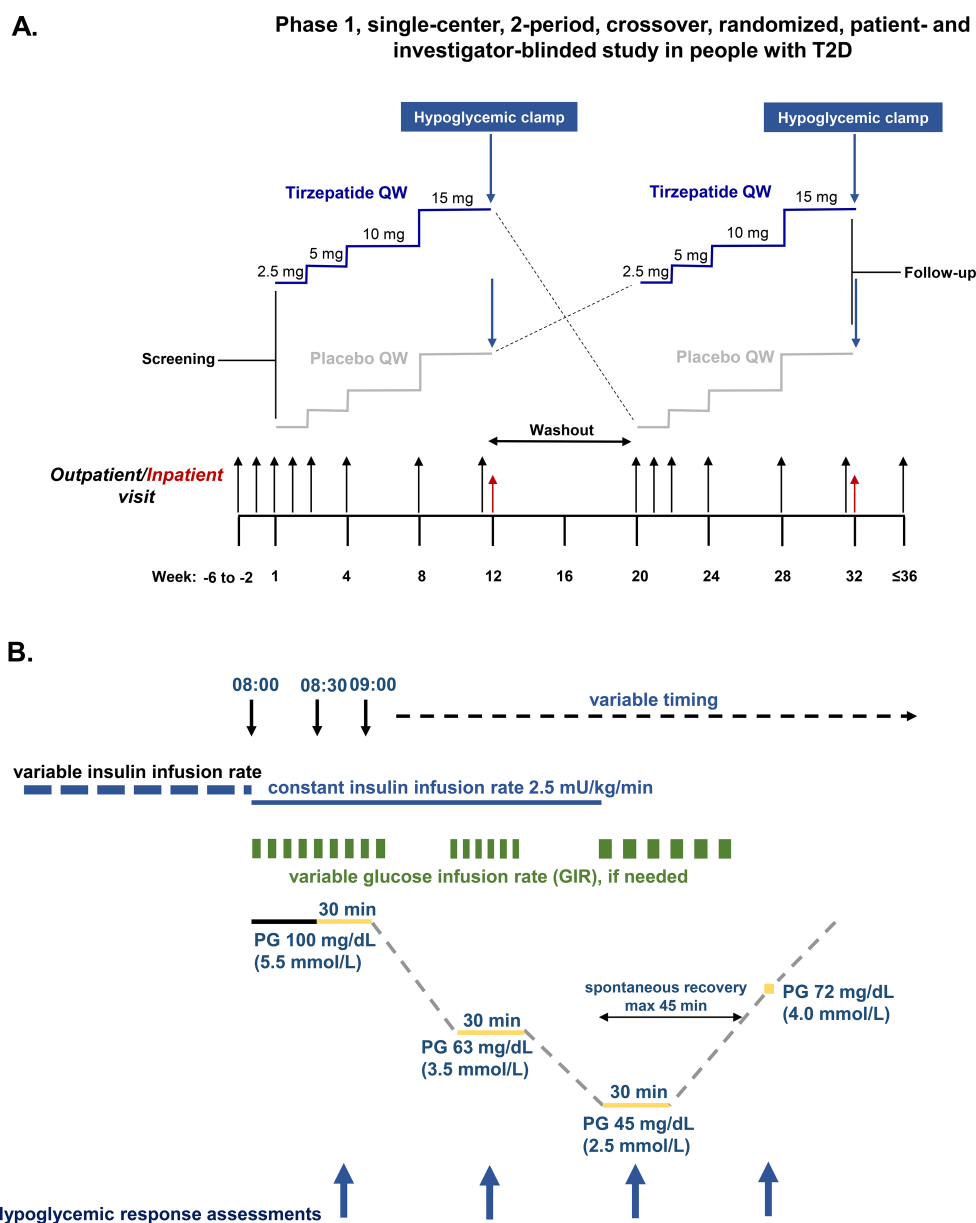 A.
Phase 1, single-center, 2-period, crossover, randomized, patient- and
investigator-blinded study in people with T2D
Hypoglycemic clamp
Hypoglycemic clamp
Tirzepatide QW
15 mg
10 mg
5 mg
2.5 mg
Tirzepatide QW
15 mg
10 mg
5 mg
2.5 mg
Follow-up
Screening
Placebo QW
Placebo QW
Washout
Outpatient/Inpatient
visit
Week: -6 to -2 1 4 8 12 16 20 24 28 32 ≤36
B.
08:00 08:30 09:00
variable timing
variable insulin infusion rate
constant insulin infusion rate 2.5 mU/kg/min
variable glucose infusion rate (GIR), if needed
30 min
PG 100 mg/dL
(5.5 mmol/L)
30 min
PG 63 mg/dL
(3.5 mmol/L)
spontaneous recovery
max 45 min
PG 72 mg/dL
(4.0 mmol/L)
30 min
PG 45 mg/dL
(2.5 mmol/L)
ypoglycemic response assessments